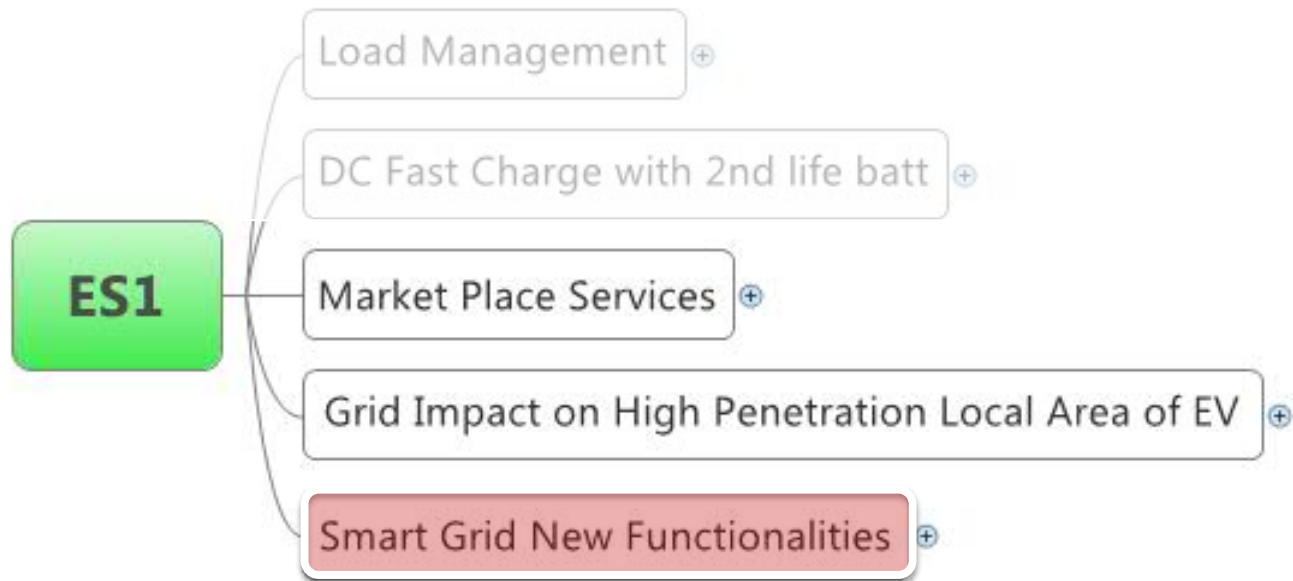 Load Management
DC Fast Charge with 2nd life batt
ES1
Market Place Services
Grid Impact on High Penetration Local Area of EV
Smart Grid New Functionalities